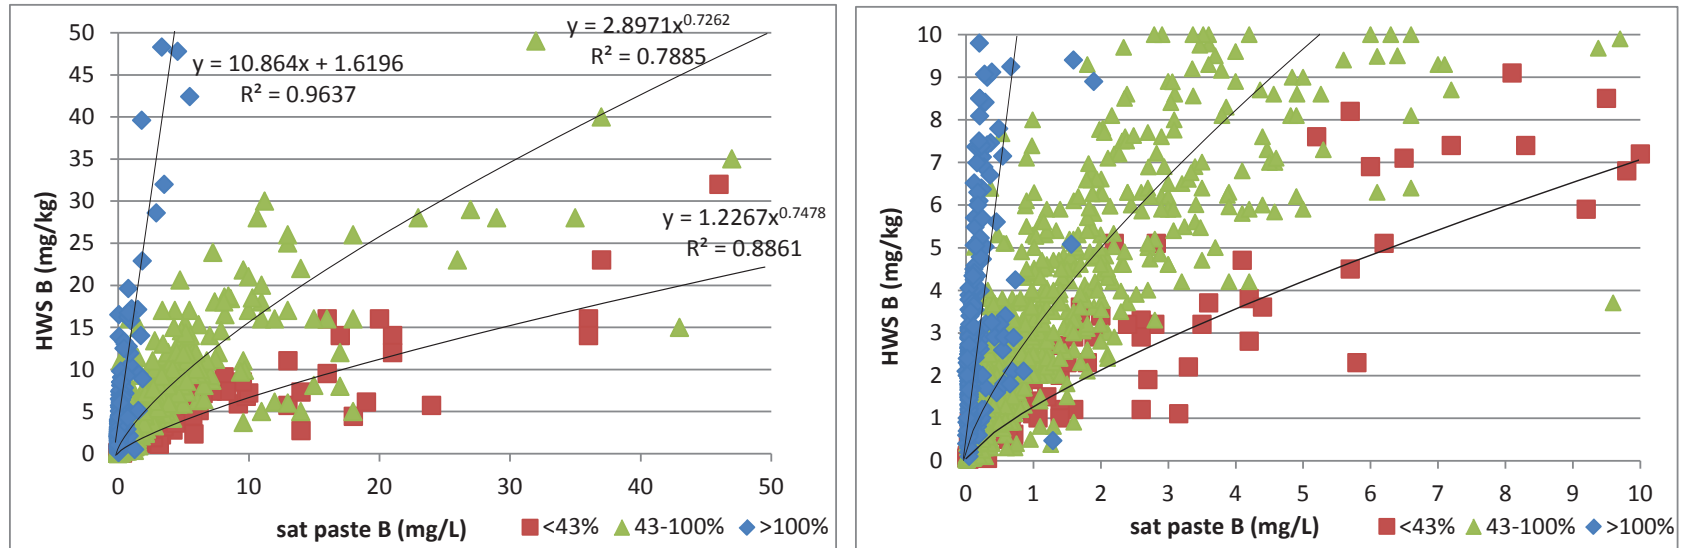 50
45
40
35
30
25
20
15
10
5
0
HWS B (mg/kg)
y = 10.864x + 1.6196
R² = 0.9637
y = 2.8971x^0.7262
R² = 0.7885
y = 1.2267x^0.7478
R² = 0.8861
0 10 20 30 40 50
sat paste B (mg/L) <43% 43-100% >100%
10
9
8
7
6
5
4
3
2
1
0
HWS B (mg/kg)
0 1 2 3 4 5 6 7 8 9 10
sat paste B (mg/L) <43% 43-100% >100%